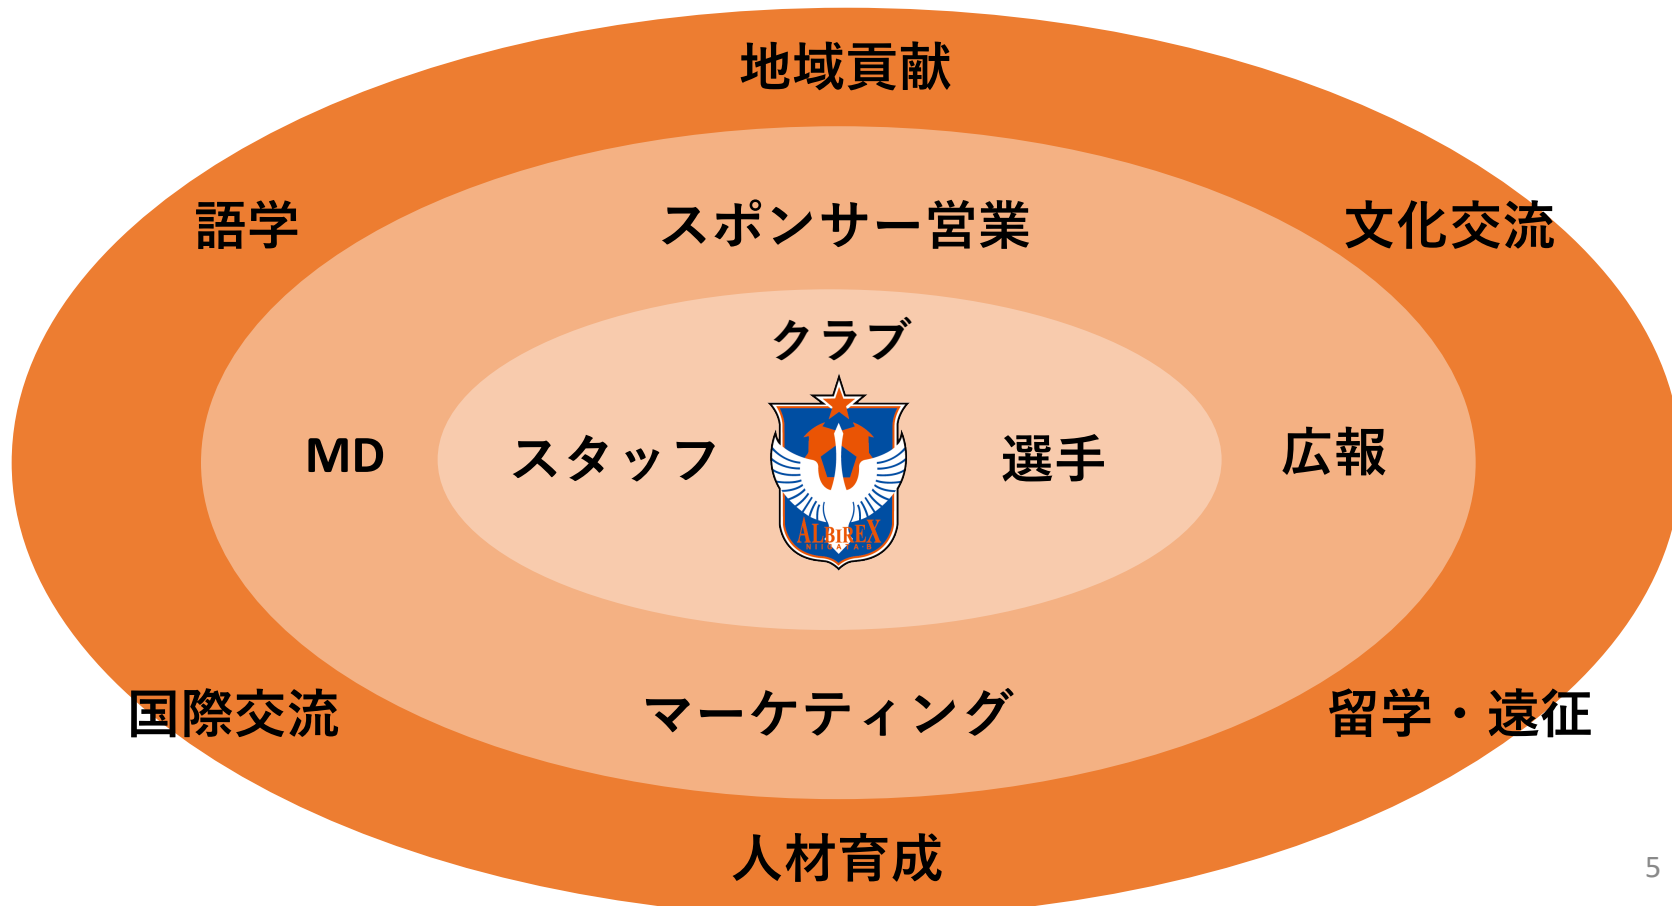 地域貢献
語学
スポンサー営業
文化交流
クラブ
MD
スタッフ
選手
広報
ALBIREX
NIIGATA·B
国際交流
マーケティング
留学・遠征
人材育成
5